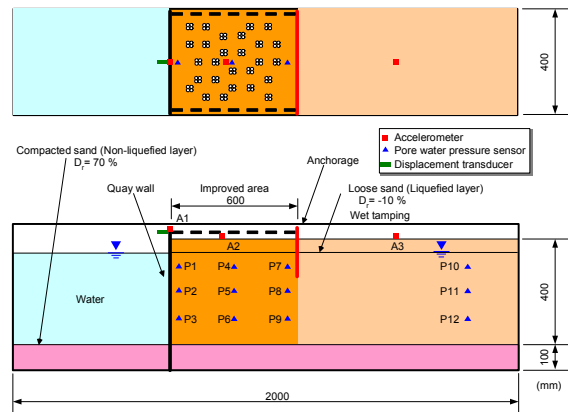 400
Accelerometer
Pore water pressure sensor
Displacement transducer
Compacted sand (Non-liquefied layer)
Dr= 70 %
Anchorage
Quay wall
Improved area
600
Loose sand (Liquefied layer)
Dr= -10 %
Wet tamping
A1
A2
A3
P1 P4 P7 P10
Water
P2 P5 P8 P11
P3 P6 P9 P12
400
100
(mm)
2000